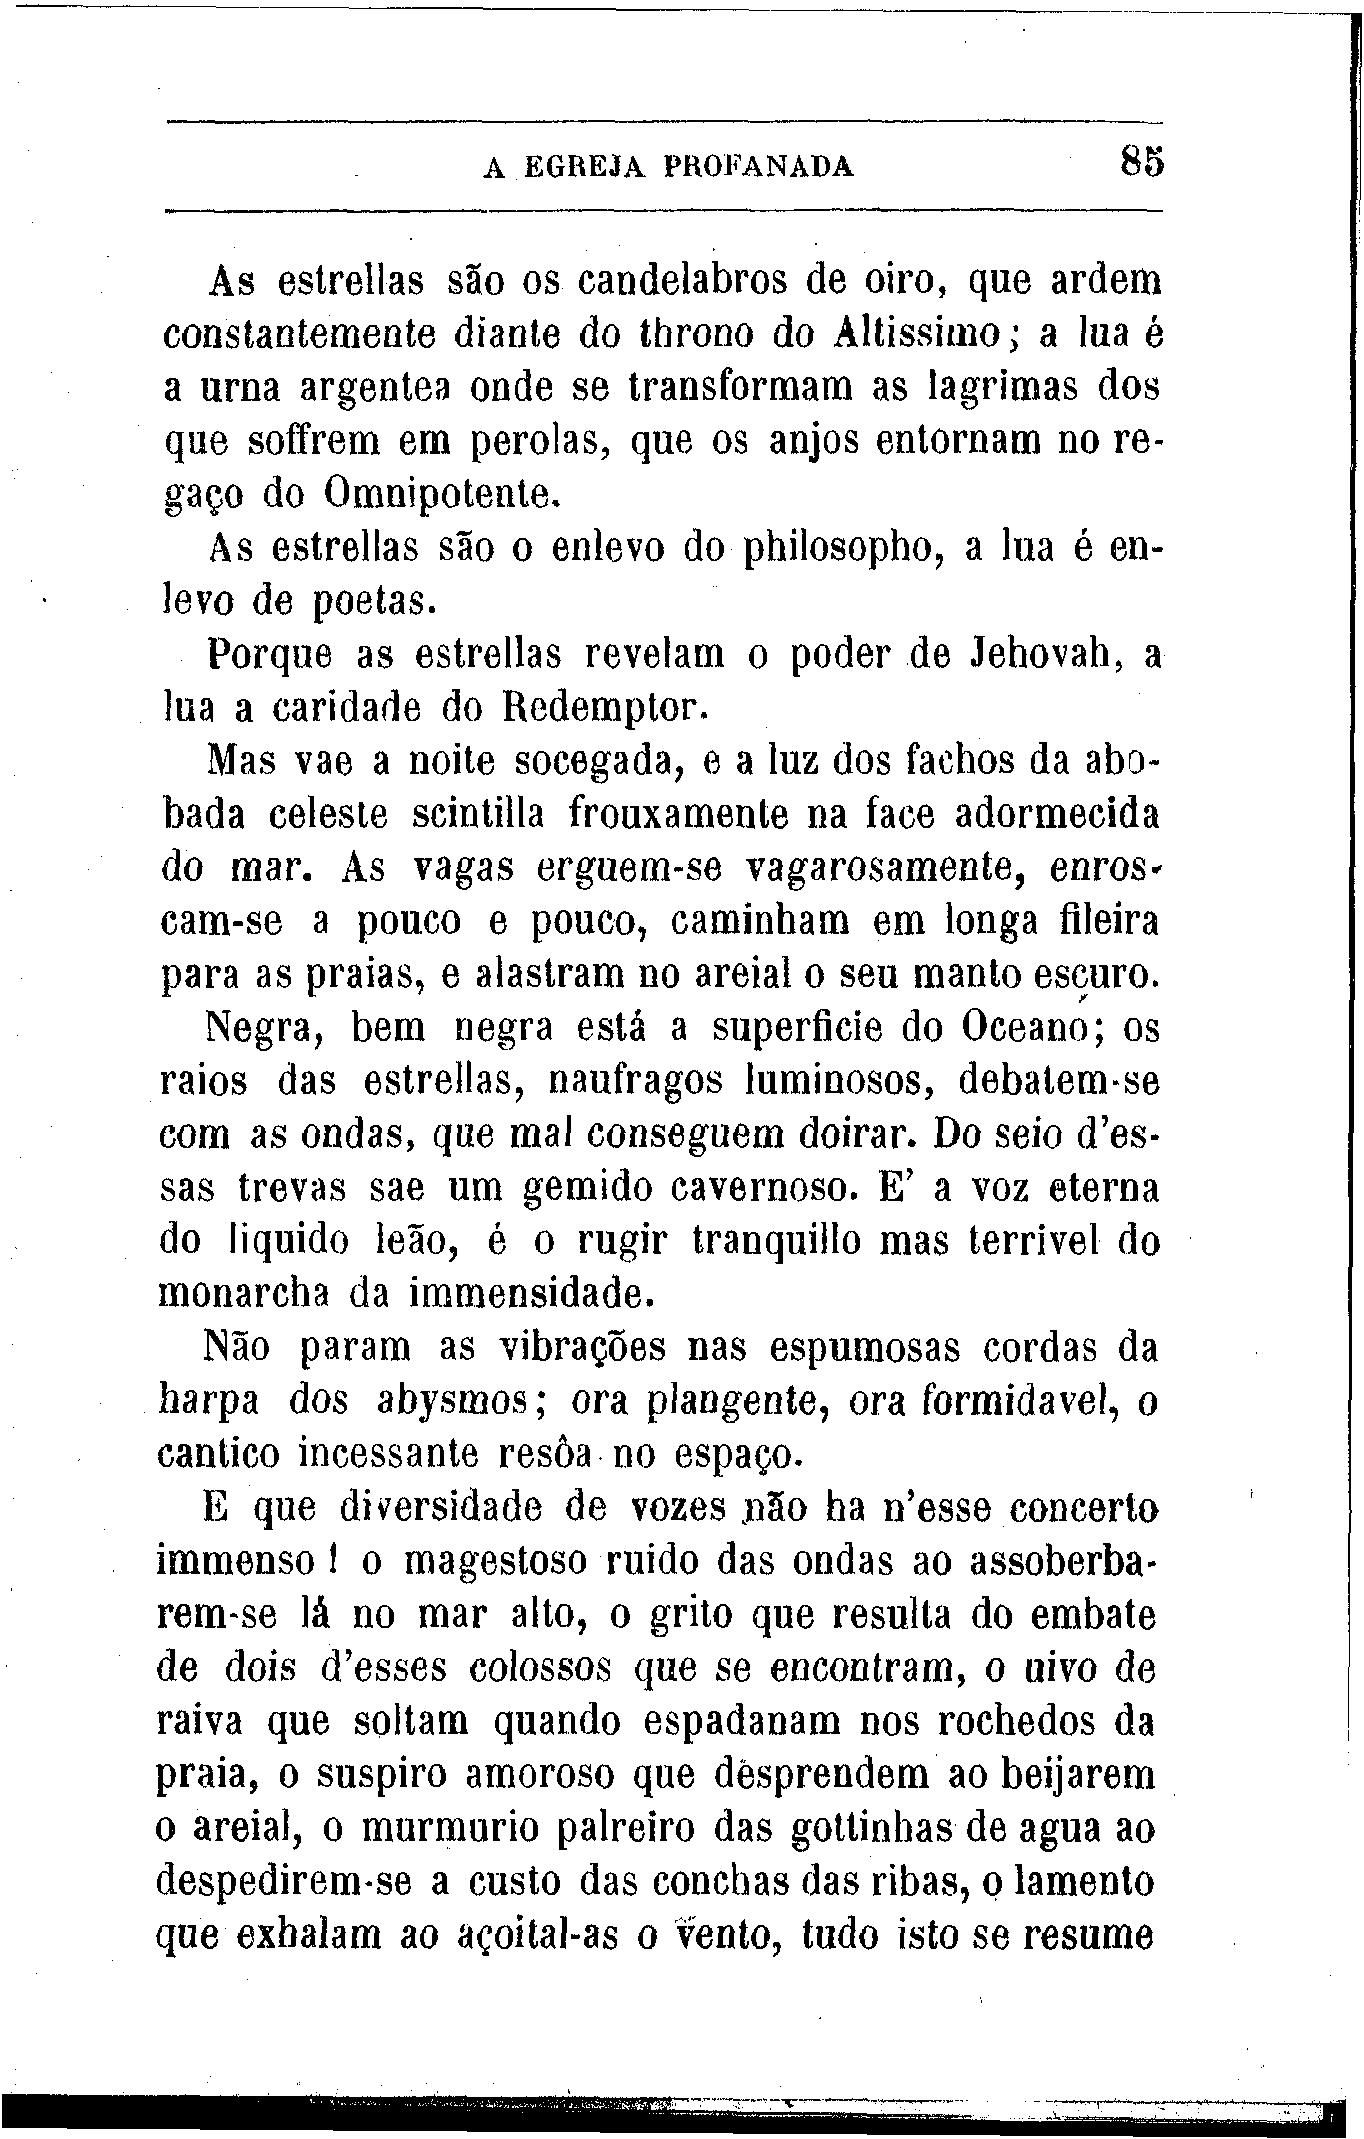 A EGREJA PROFANADA 85
As estrellas são os candelabros de oiro, que ardem
constantemente diante do throno do Altissimo; a lua é
a urna argentea onde se transformam as lagrimas dos
que soffrem em perolas, que os anjos entornam no re-
gaço do Omnipotente.
As estrellas são o enlevo do philosopho, a lua é en-
levo de poetas.
Porque as estrellas revelam o poder de Jehovah, a
lua a caridade do Redemptor.
Mas vae a noite socegada, e a luz dos fachos da abo-
bada celeste scintilla frouxamente na face adormecida
do mar. As vagas erguem-se vagarosamente, enros-
cam-se a pouco e pouco, caminham em longa fileira
para as praias, e alastram no areial o seu manto escuro.
Negra, bem negra está a superficie do Oceano; os
raios das estrellas, naufragos luminosos, debatem-se
com as ondas, que mal conseguem doirar. Do seio d'es-
sas trevas sae um gemido cavernoso. E' a voz eterna
do liquido leão, é o rugir tranquillo mas terrivel do
monarcha da immensidade.
Não param as vibrações nas espumosas cordas da
harpa dos abysmos; ora plangente, ora formidavel, o
cantico incessante resôa no espaço.
E que diversidade de vozes não ha n'esse concerto
immenso! o magestoso ruido das ondas ao assoberba-
rem-se lá no mar alto, o grito que resulta do embate
de dois d'esses colossos que se encontram, o uivo de
raiva que soltam quando espadanam nos rochedos da
praia, o suspiro amoroso que desprendem ao beijarem
o areial, o murmurio palreiro das gottinhas de agua ao
despedirem-se a custo das conchas das ribas, o lamento
que exhalam ao açoital-as o vento, tudo isto se resume